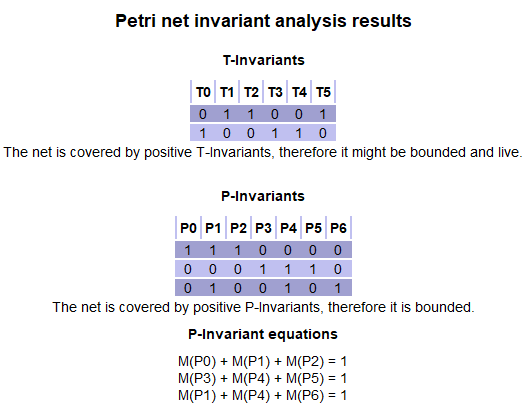 Petri net invariant analysis results
T-Invariants
T0 T1 T2 T3 T4 T5
0 1 1 0 0 1
1 0 0 1 1 0
The net is covered by positive T-Invariants, therefore it might be bounded and live.
P-Invariants
P0 P1 P2 P3 P4 P5 P6
1 1 1 0 0 0 0
0 0 0 1 1 1 0
0 1 0 0 1 0 1
The net is covered by positive P-Invariants, therefore it is bounded.
P-Invariant equations
M(P0) + M(P1) + M(P2) = 1
M(P3) + M(P4) + M(P5) = 1
M(P1) + M(P4) + M(P6) = 1